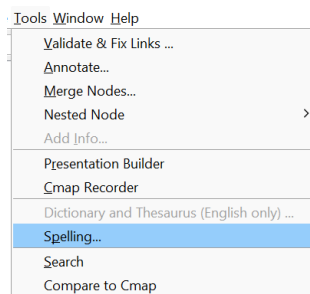 Tools Window Help
Validate & Fix Links ...
Annotate...
Merge Nodes...
Nested Node
Add Info...
Presentation Builder
Cmap Recorder
Dictionary and Thesaurus (English only) ...
Spelling...
Search
Compare to Cmap